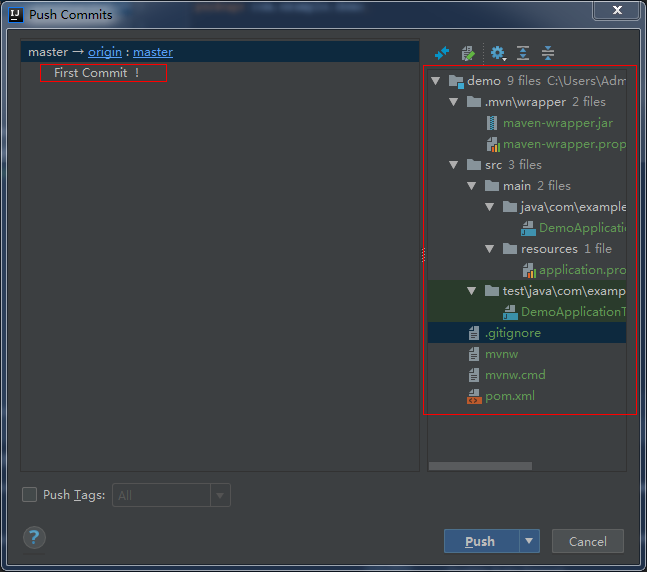 Push Commits
master → origin : master
First Commit !
demo 9 files C:\Users\Adm
.mvn\wrapper 2 files
maven-wrapper.jar
maven-wrapper.prop
src 3 files
main 2 files
java\com\example
DemoApplicati
resources 1 file
application.pro
test\java\com\examp
DemoApplicationT
.gitignore
mvnw
mvnw.cmd
pom.xml
Push Tags: All
?
Push
Cancel